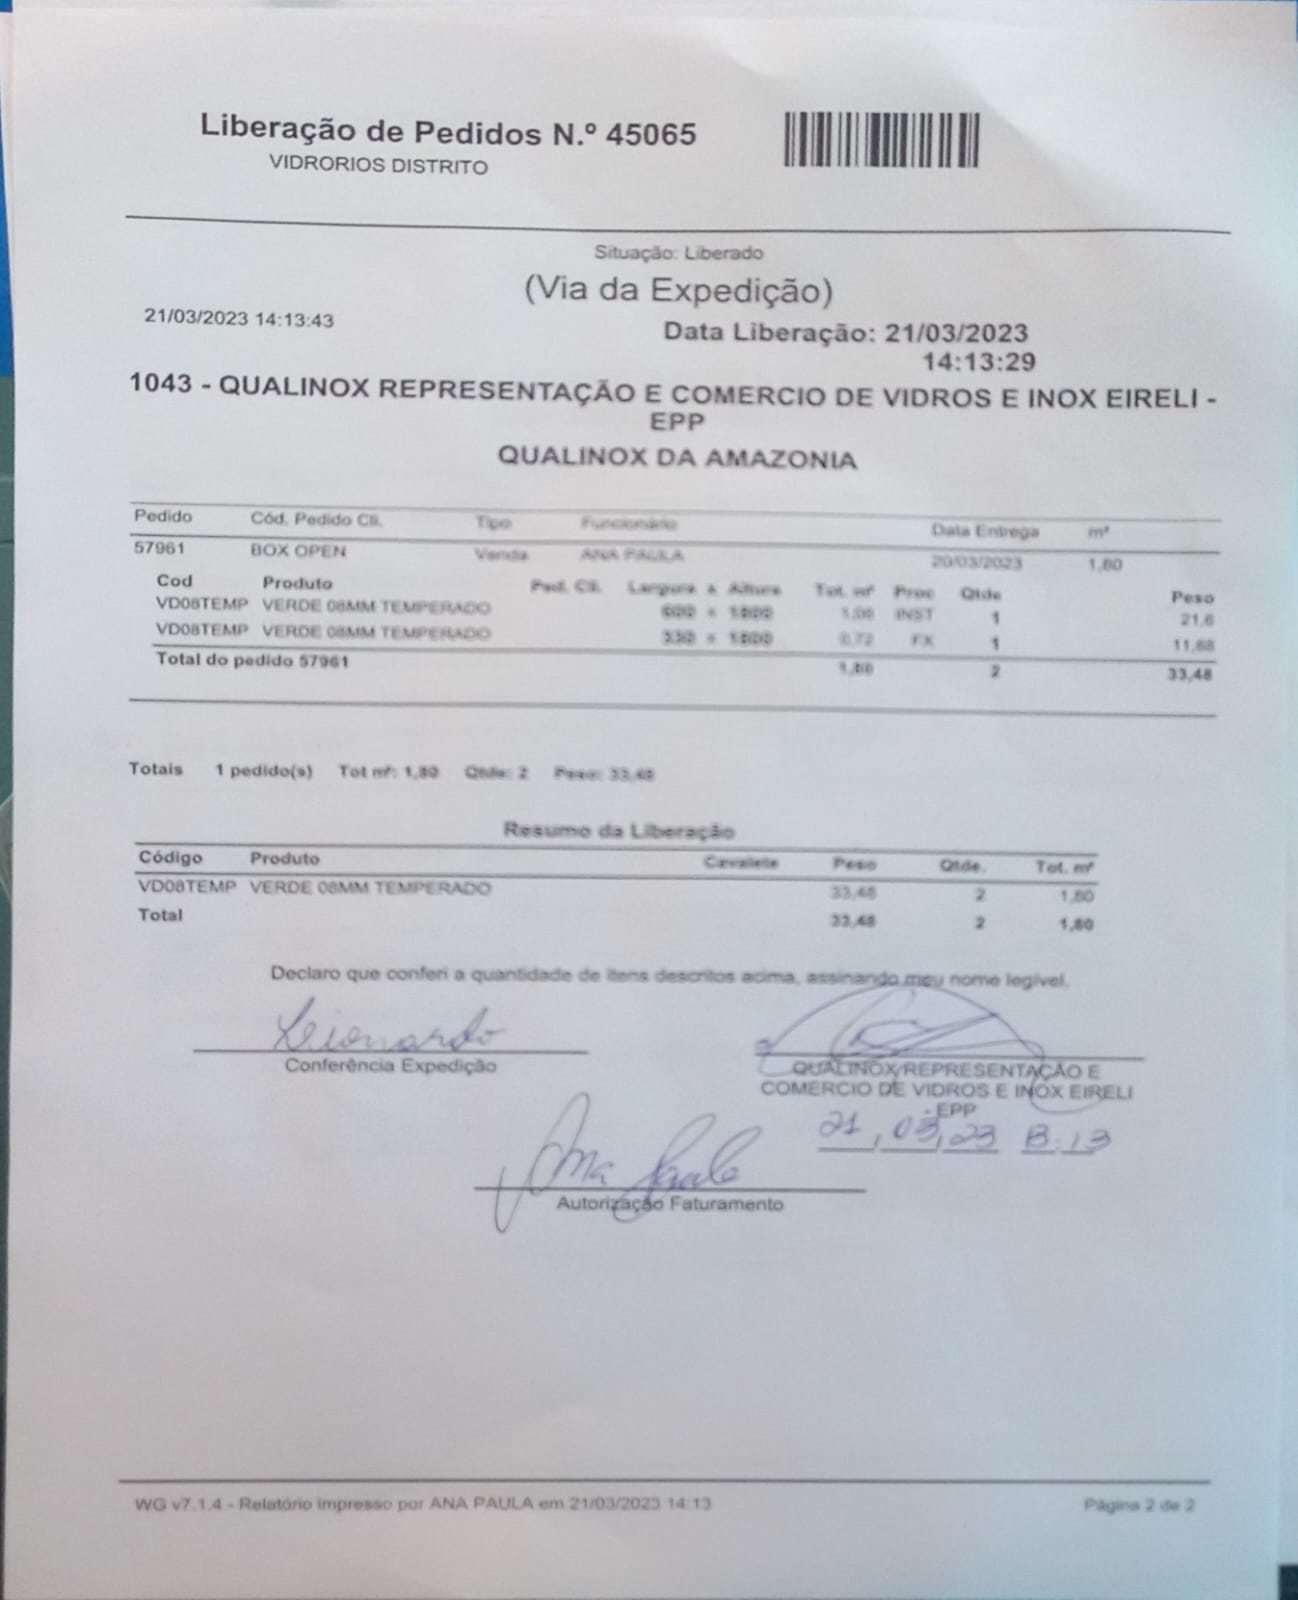 Liberação de Pedidos N.º 45065
VIDRORIOS DISTRITO
Situação: Liberado
(Via da Expedição)
21/03/2023 14:13:43
Data Liberação: 21/03/2023
14:13:29
1043 - QUALINOX REPRESENTAÇÃO E COMERCIO DE VIDROS E INOX EIRELI -
EPP
QUALINOX DA AMAZONIA
Pedido Cód. Pedido Cli. Tipo Funcionário Data Entrega m²
57961 BOX OPEN Venda ANA PAULA 20/03/2023 1,80
Cod Produto Ped. Cli. Largura x Altura Tot. m² Proc Qtde Peso
VD08TEMP VERDE 08MM TEMPERADO x 1800 INST 1 21,6
VD08TEMP VERDE 08MM TEMPERADO x 1800 0,72 FX 1 11,88
Total do pedido 57961 1,80 2 33,48
Totais 1 pedido(s) Tot m²: 1,80 Qtde: 2 Peso: 33,48
Resumo da Liberação
Código Produto Cavalete Peso Qtde. Tot. m²
VD08TEMP VERDE 08MM TEMPERADO 33,48 2 1,80
Total 33,48 2 1,80
Declaro que conferi a quantidade de itens descritos acima, assinando meu nome legível.
Leionardo
Conferência Expedição
QUALINOX REPRESENTAÇÃO E
COMERCIO DE VIDROS E INOX EIRELI
- EPP
21, 03, 23
Ana Paula
Autorização Faturamento
WG v7.1.4 - Relatório impresso por ANA PAULA em 21/03/2023 14:13
Página 2 de 2